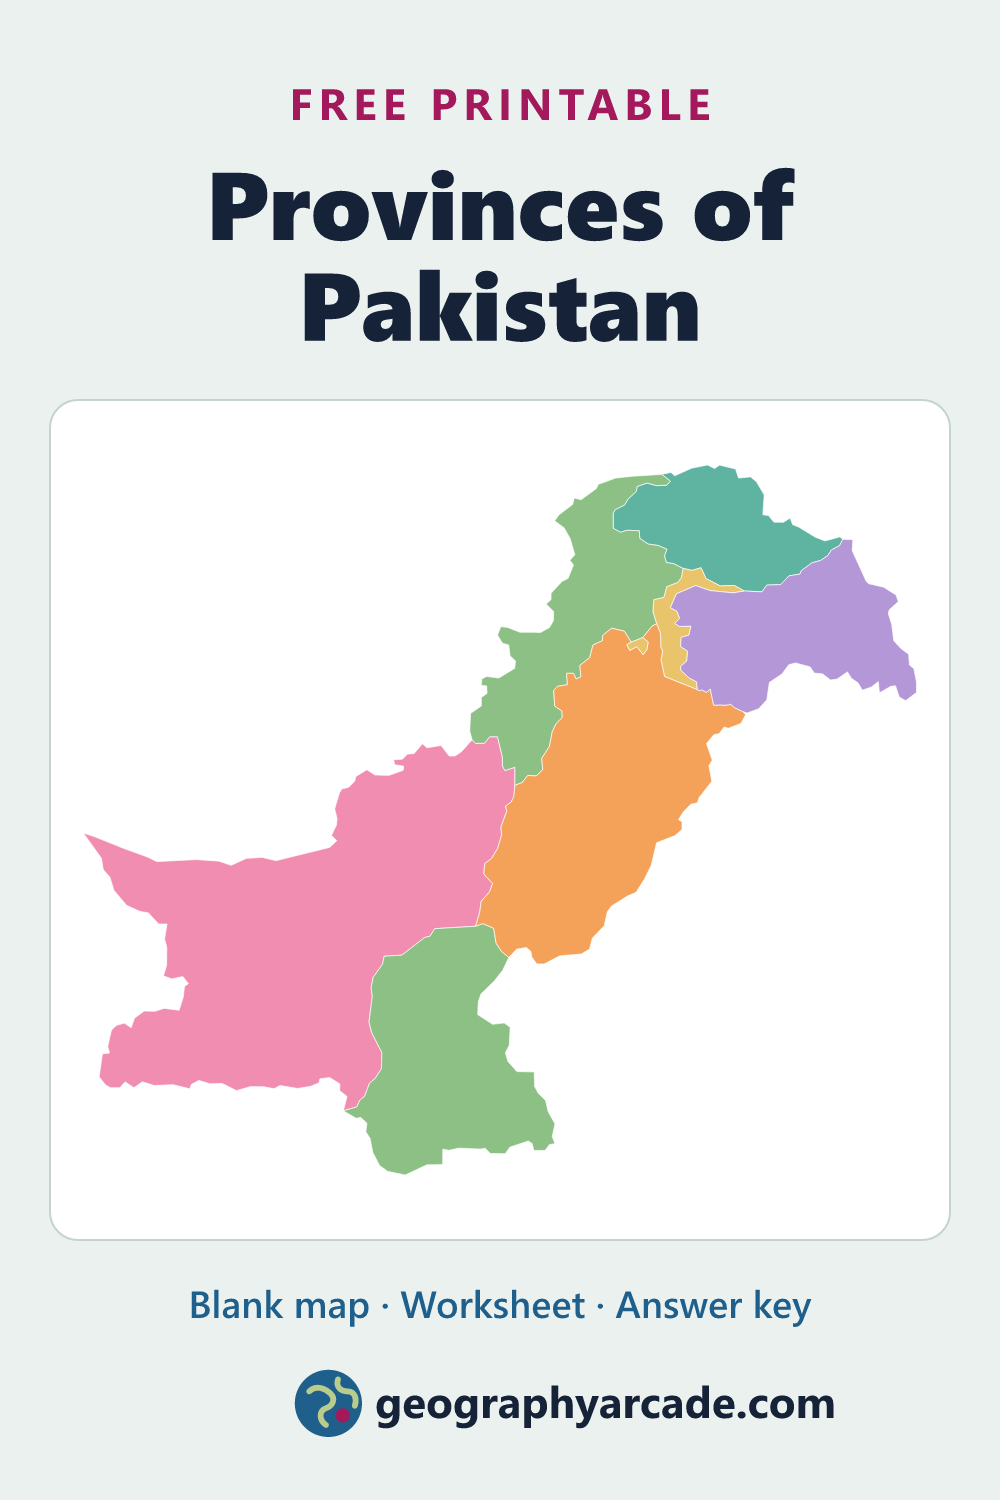 FREE PRINTABLE
Provinces of
Pakistan
Blank map · Worksheet · Answer key
geographyarcade.com